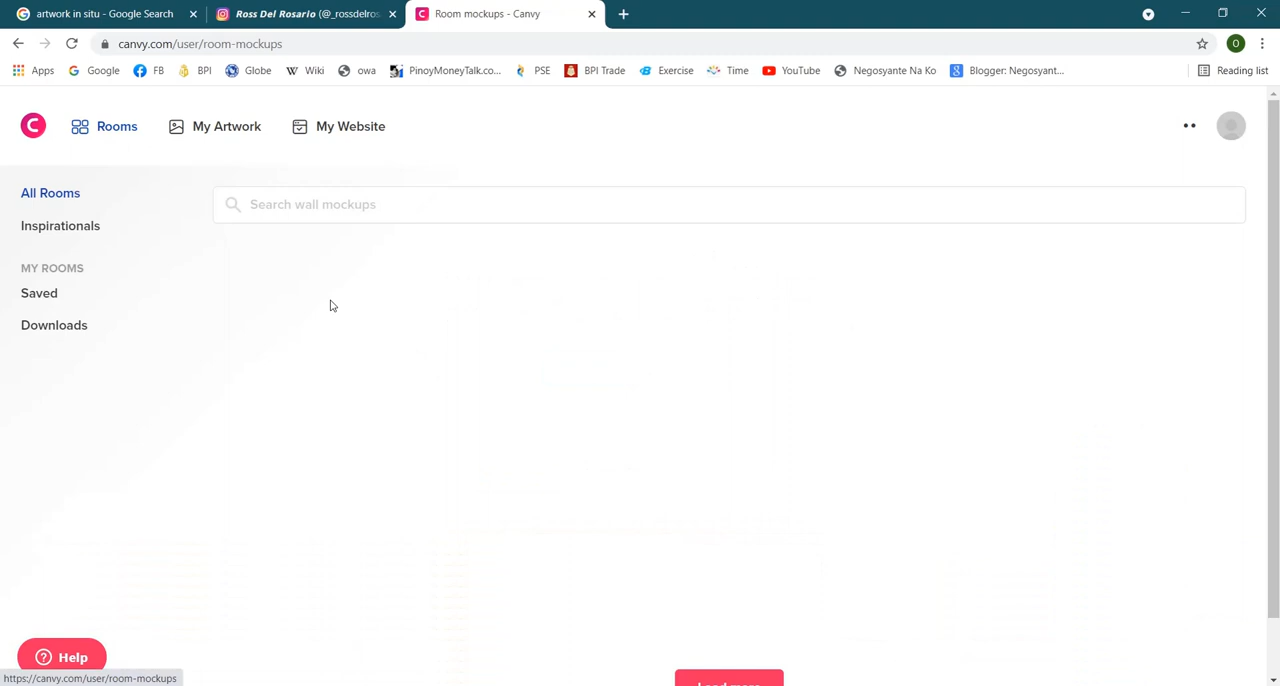 artwork in situ - Google Search
Ross Del Rosario (@_rossdelros
Room mockups - Canvy
canvy.com/user/room-mockups
O
Apps
Google
FB
BPI
Globe
Wiki
owa
PinoyMoneyTalk.co...
PSE
BPI Trade
Exercise
Time
YouTube
Negosyante Na Ko
Blogger: Negosyant...
Reading list
C
Rooms
My Artwork
My Website
All Rooms
Search wall mockups
Inspirationals
MY ROOMS
Saved
Downloads
Help
Load more
https://canvy.com/user/room-mockups